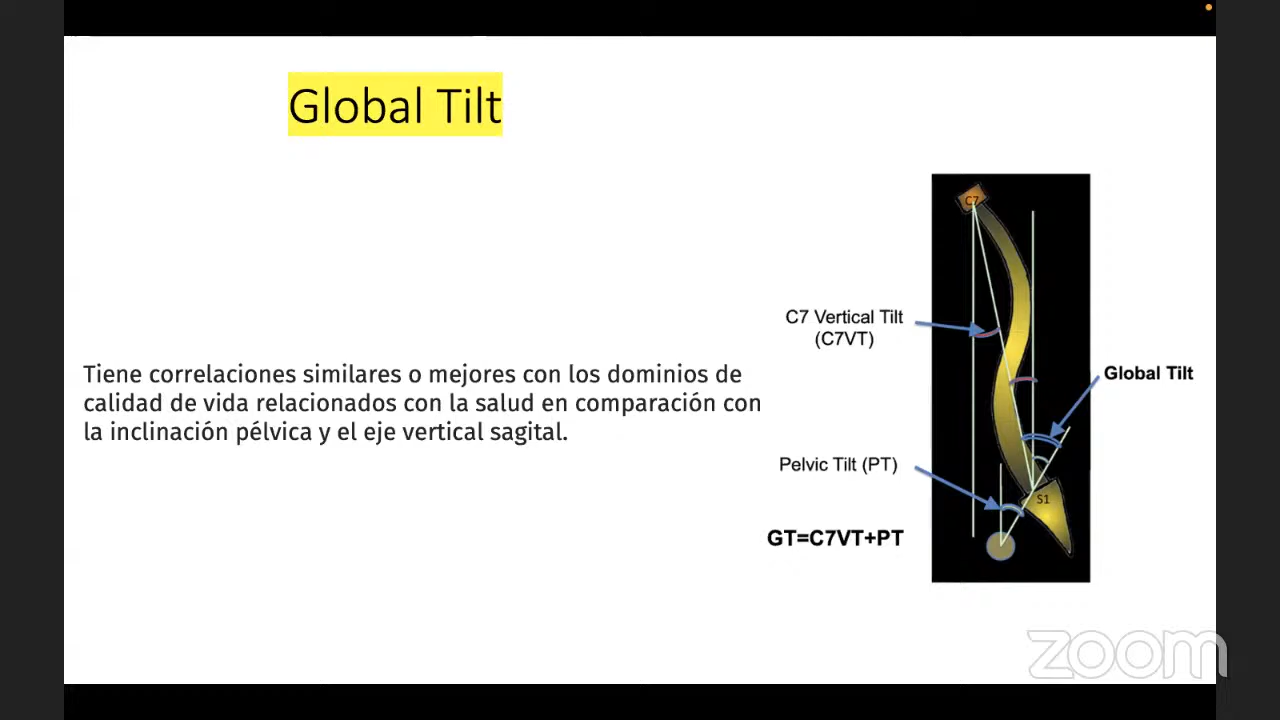 Global Tilt
C7
C7 Vertical Tilt
(C7VT)
Global Tilt
Tiene correlaciones similares o mejores con los dominios de
calidad de vida relacionados con la salud en comparación con
la inclinación pélvica y el eje vertical sagital.
Pelvic Tilt (PT)
S1
GT=C7VT+PT
zoom